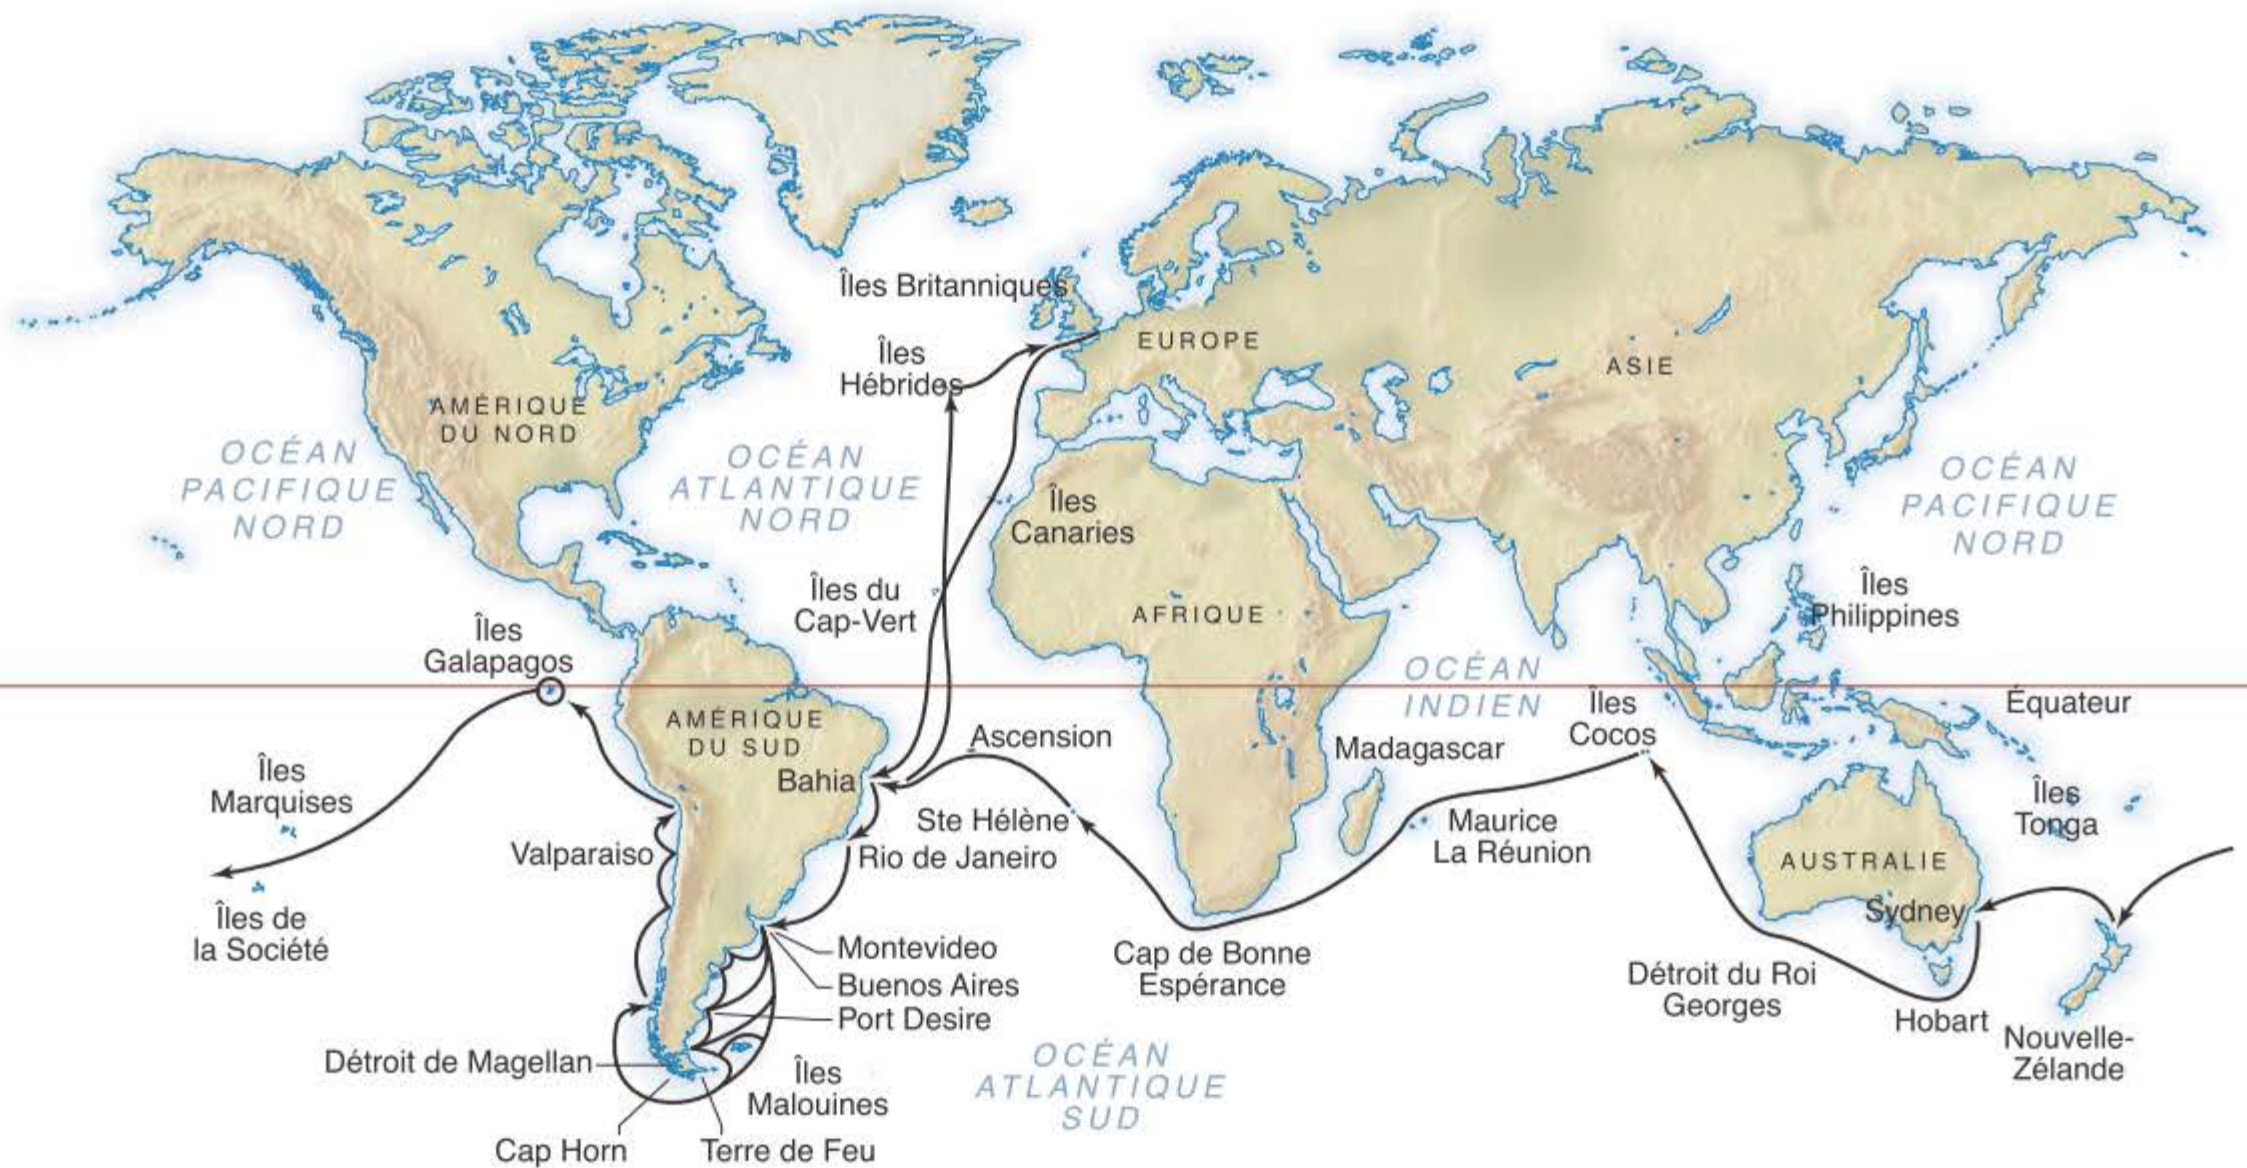 Îles Britanniques
EUROPE
ASIE
Îles
Hébrides
AMÉRIQUE
DU NORD
OCÉAN
PACIFIQUE
NORD
OCÉAN
ATLANTIQUE
NORD
OCÉAN
PACIFIQUE
NORD
Îles
Canaries
Îles du
Cap-Vert
AFRIQUE
Îles
Philippines
Îles
Galapagos
OCÉAN
INDIEN
Équateur
AMÉRIQUE
DU SUD
Îles
Cocos
Ascension
Madagascar
Bahia
Îles
Marquises
Îles
Tonga
Ste Hélène
Maurice
La Réunion
Valparaiso
Rio de Janeiro
AUSTRALIE
Îles de
la Société
Sydney
Montevideo
Buenos Aires
Port Desire
Cap de Bonne
Espérance
Détroit du Roi
Georges
Hobart
Nouvelle-
Zélande
Détroit de Magellan
Îles
Malouines
OCÉAN
ATLANTIQUE
SUD
Cap Horn
Terre de Feu